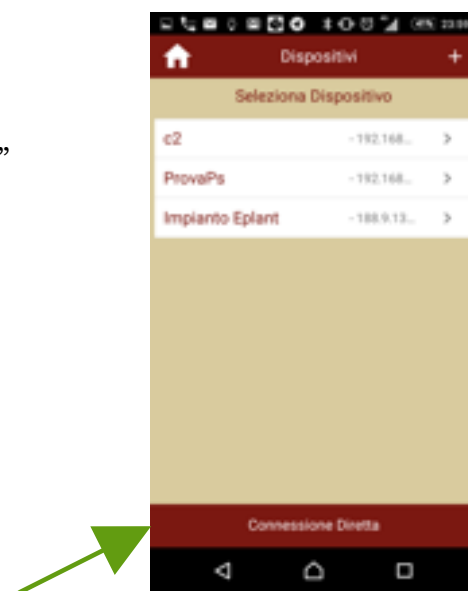 Dispositivi +
Seleziona Dispositivo
”
c2 - 192.168...
ProvaPs - 192.168...
Impianto Eplant - 188.9.13...
Connessione Diretta